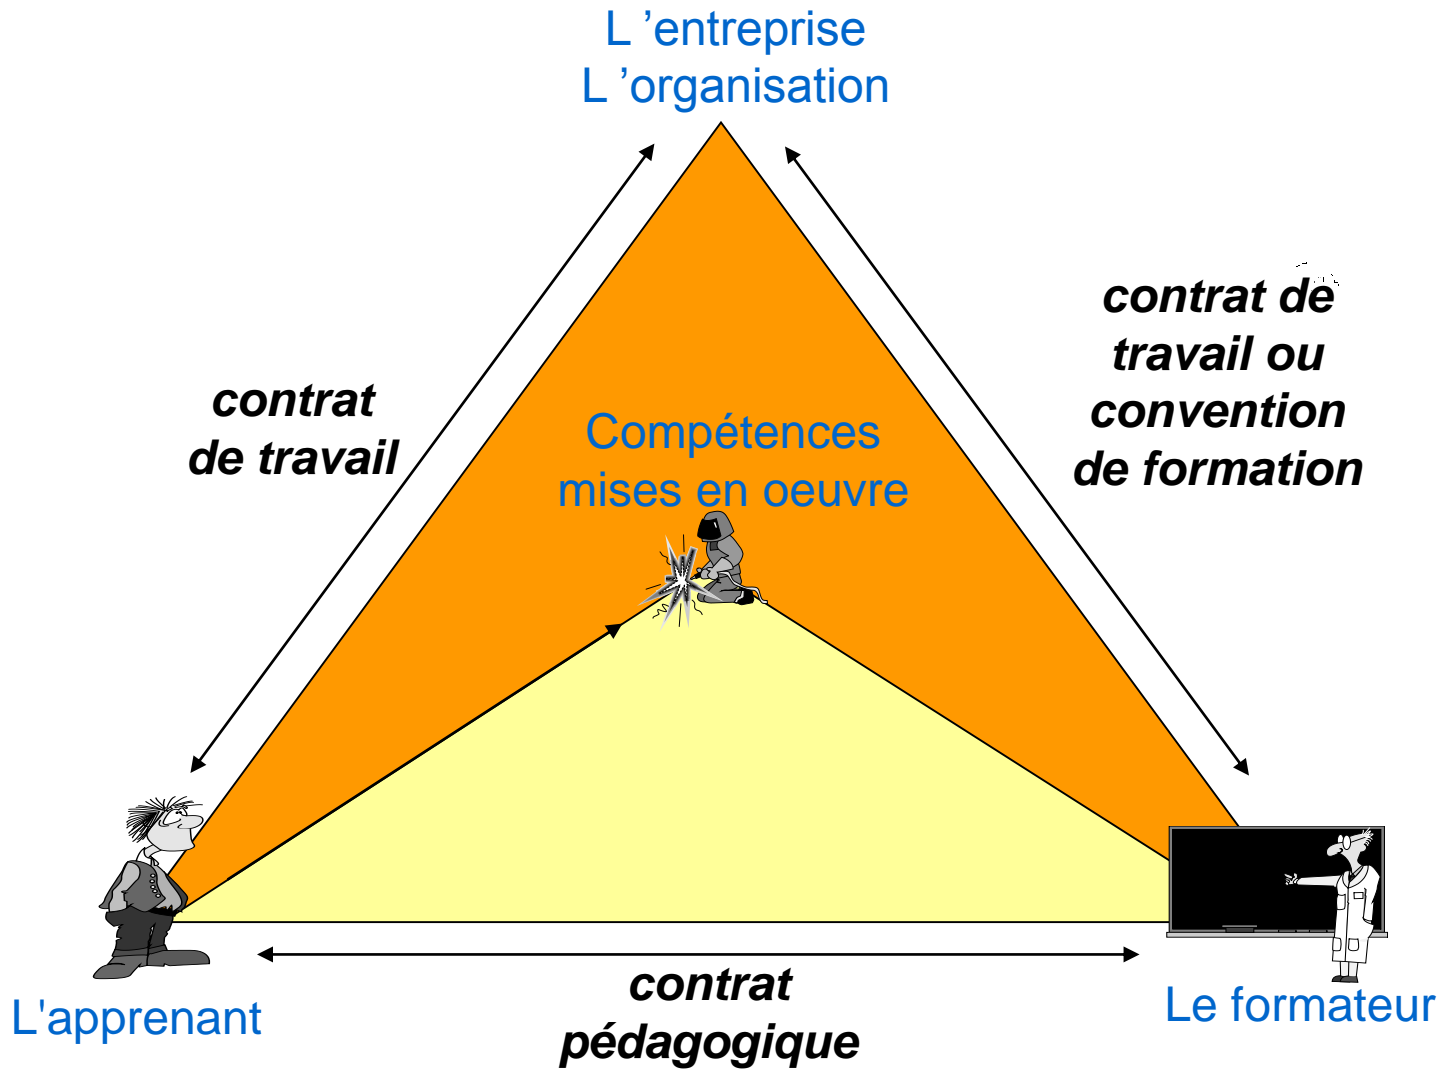 L ’entreprise
L ’organisation
contrat de
travail ou
convention
de formation
contrat
de travail
Compétences
mises en oeuvre
L'apprenant
contrat
pédagogique
Le formateur